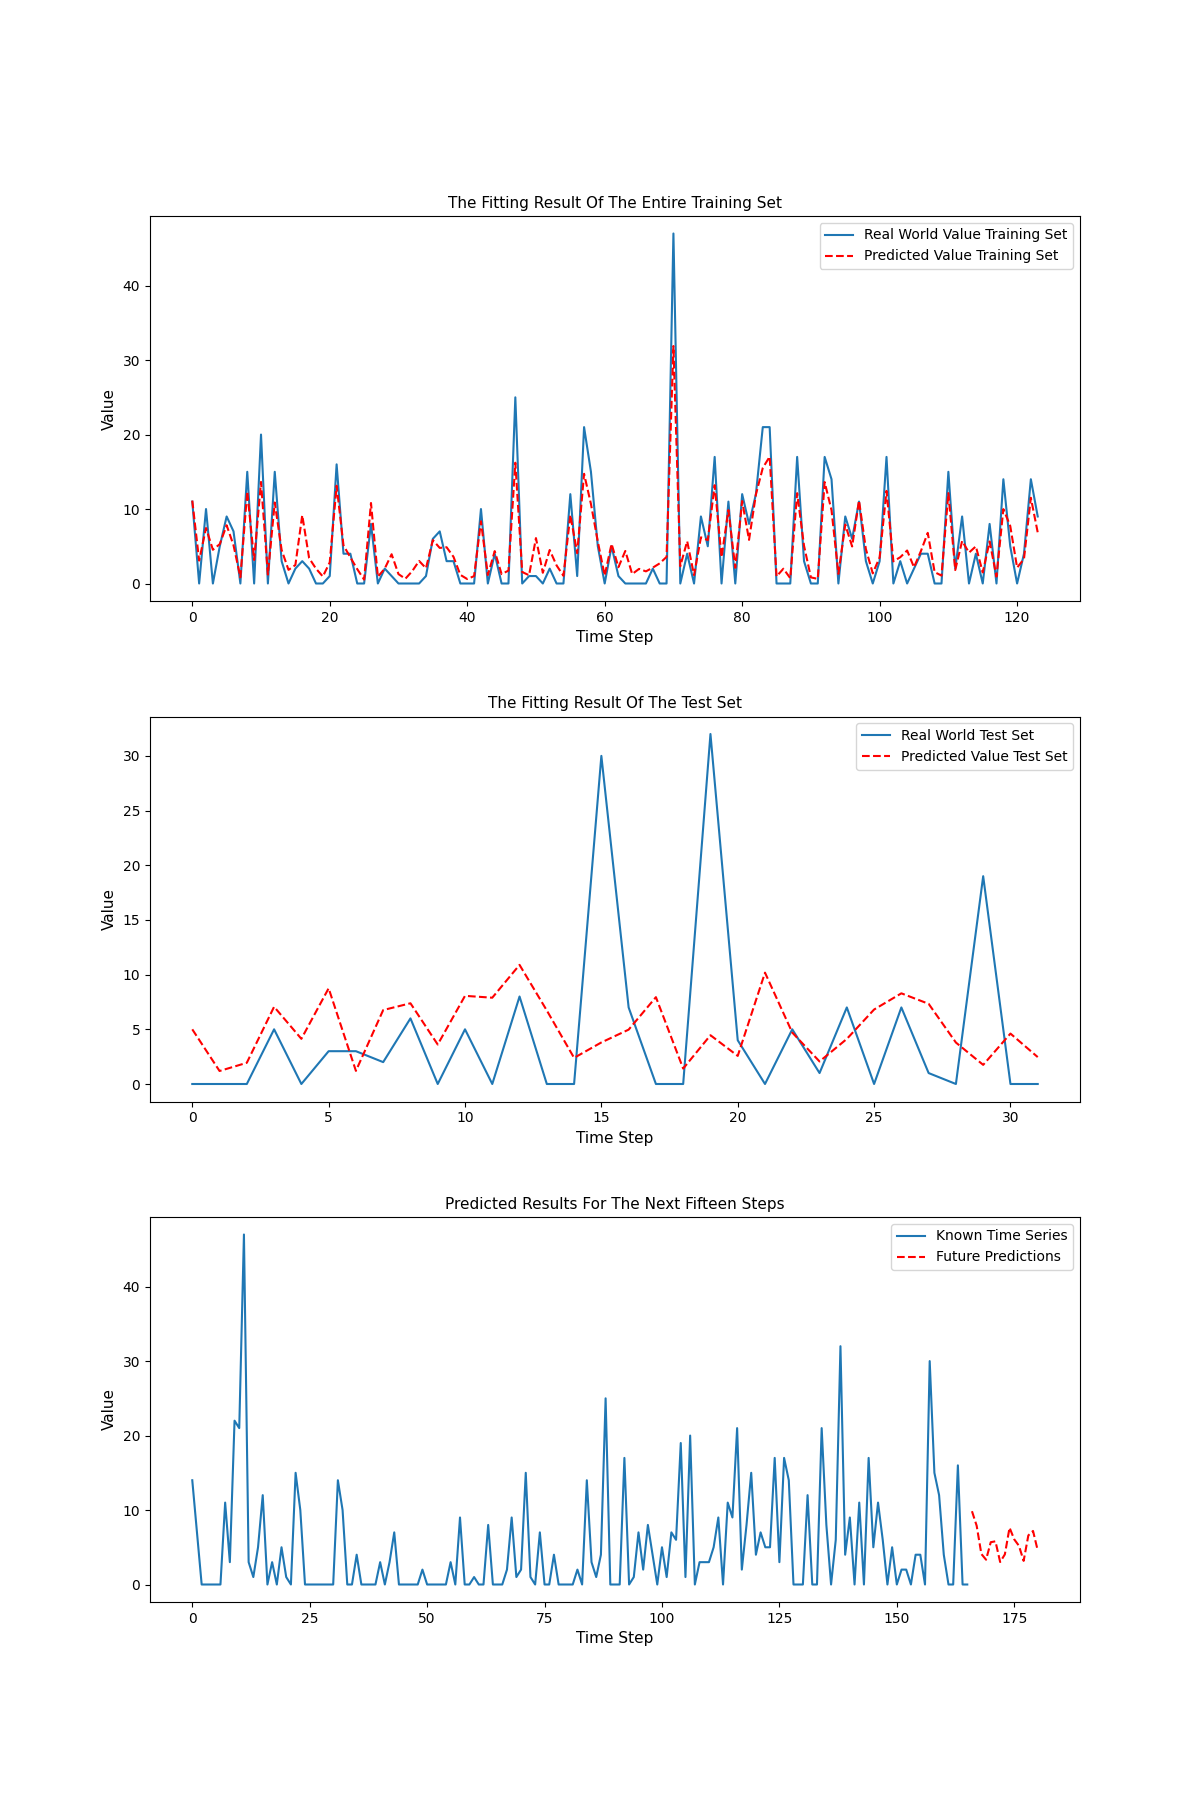 The Fitting Result Of The Entire Training Set
Real World Value Training Set
Predicted Value Training Set
Value
40
30
20
10
0
0 20 40 60 80 100 120
Time Step
The Fitting Result Of The Test Set
Real World Test Set
Predicted Value Test Set
Value
30
25
20
15
10
5
0
0 5 10 15 20 25 30
Time Step
Predicted Results For The Next Fifteen Steps
Known Time Series
Future Predictions
Value
40
30
20
10
0
0 25 50 75 100 125 150 175
Time Step